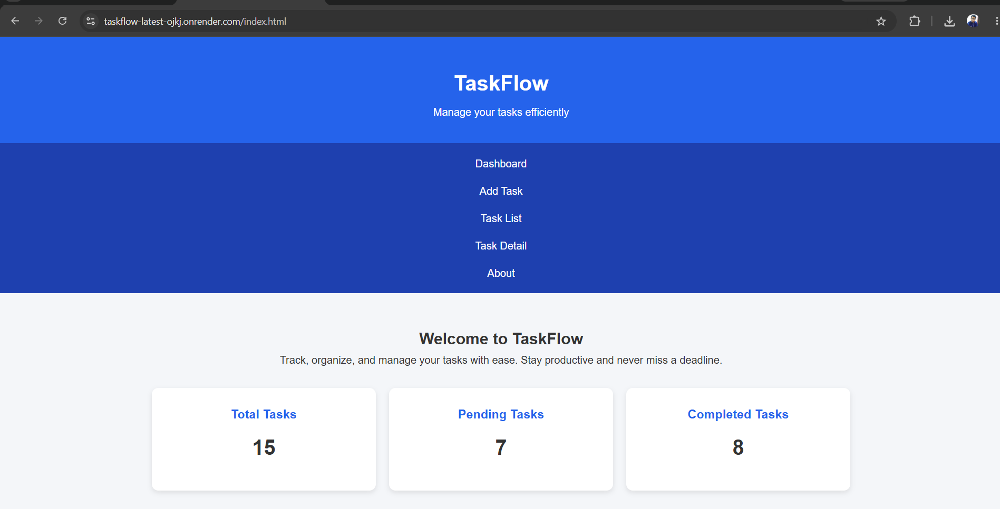 taskflow-latest-ojkj.onrender.com/index.html
TaskFlow
Manage your tasks efficiently
Dashboard
Add Task
Task List
Task Detail
About
Welcome to TaskFlow
Track, organize, and manage your tasks with ease. Stay productive and never miss a deadline.
Total Tasks
15
Pending Tasks
7
Completed Tasks
8